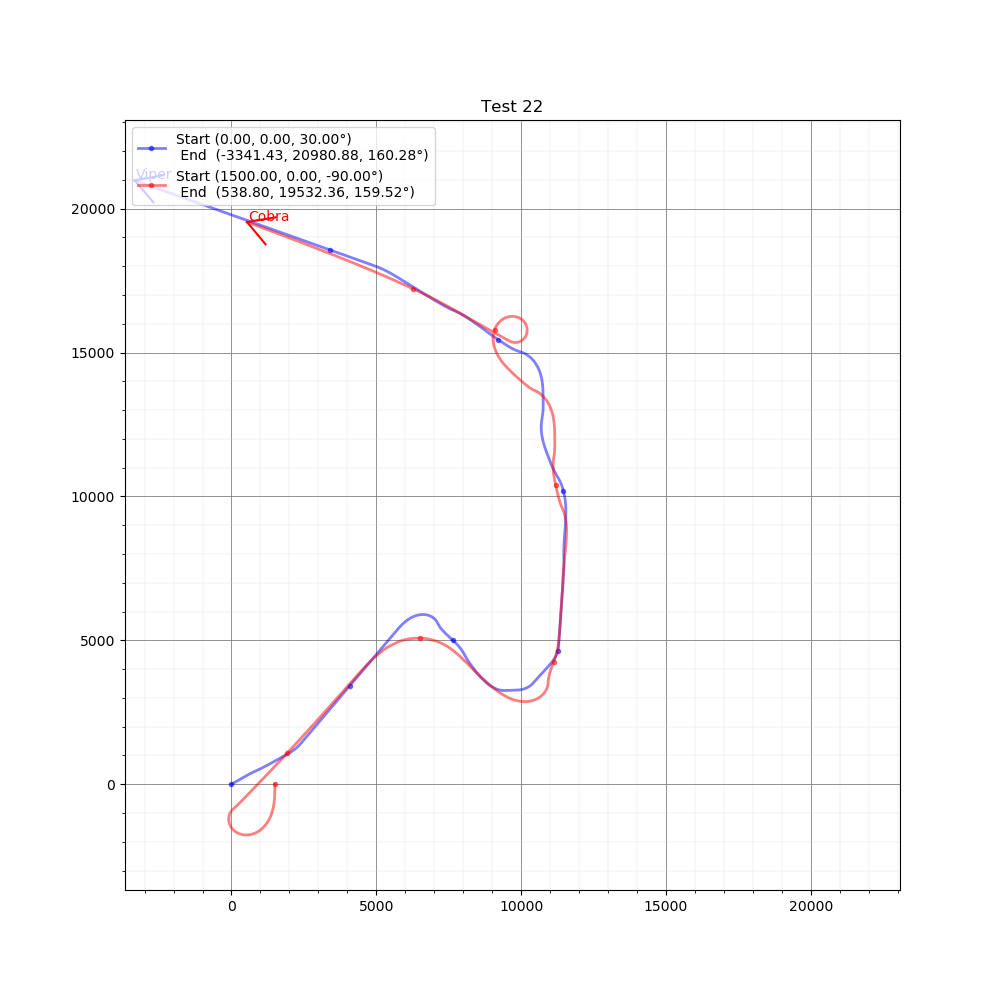 Test 22
Start (0.00, 0.00, 30.00°)
End (-3341.43, 20980.88, 160.28°)
Start (1500.00, 0.00, -90.00°)
End (538.80, 19532.36, 159.52°)
Viper
Cobra
20000
15000
10000
5000
0
0 5000 10000 15000 20000